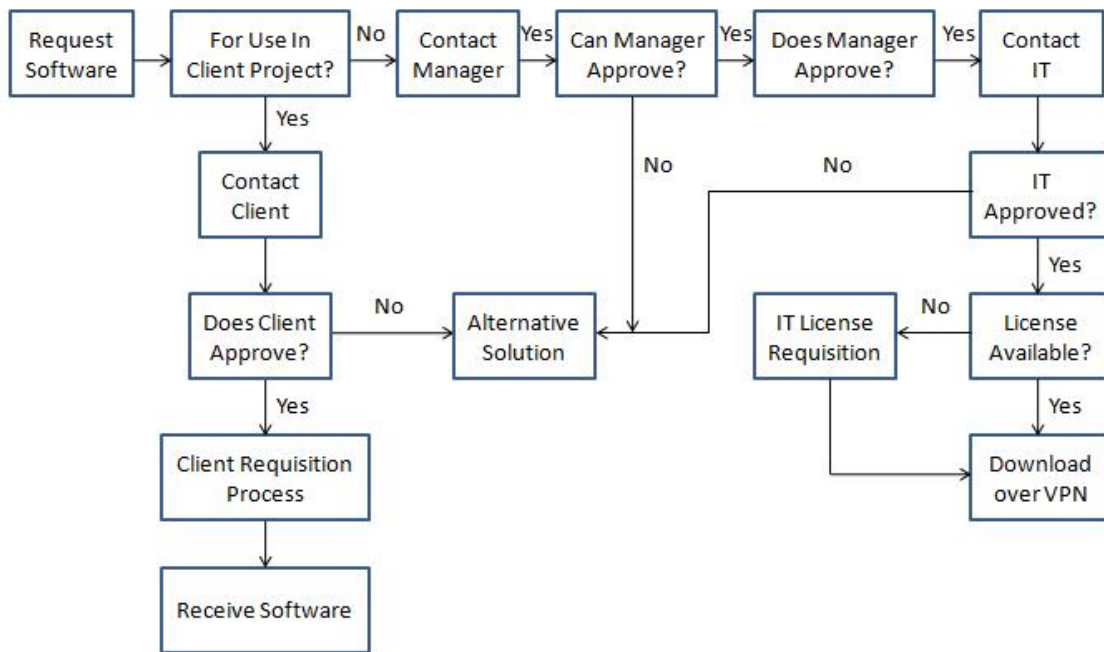 Request
Software
For Use In
Client Project?
No
Contact
Manager
Yes
Can Manager
Approve?
Yes
Does Manager
Approve?
Yes
Contact
IT
Yes
No
No
Contact
Client
IT
Approved?
Yes
Does Client
Approve?
No
Alternative
Solution
IT License
Requisition
No
License
Available?
Yes
Yes
Client Requisition
Process
Download
over VPN
Receive Software